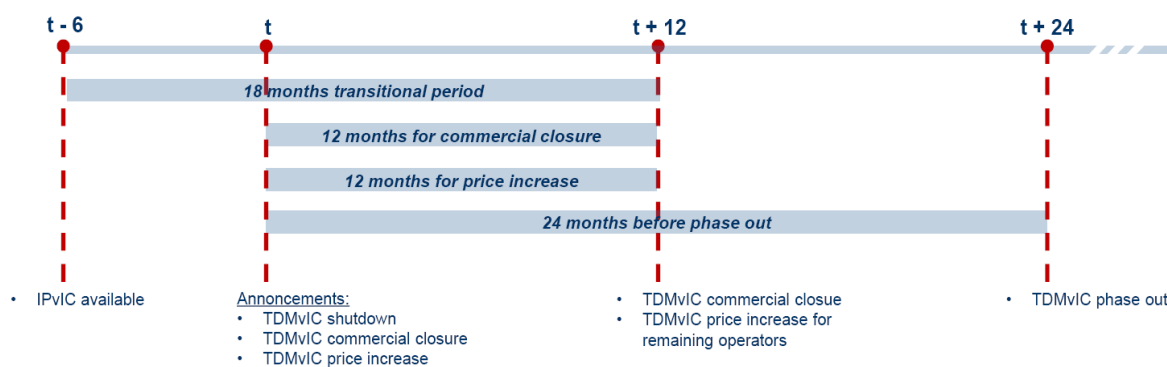 t - 6
t
t + 12
t + 24
18 months transitional period
12 months for commercial closure
12 months for price increase
24 months before phase out
• IPvIC available
Annoncements:
• TDMvIC shutdown
• TDMvIC commercial closure
• TDMvIC price increase
• TDMvIC commercial closue
• TDMvIC price increase for
remaining operators
• TDMvIC phase out